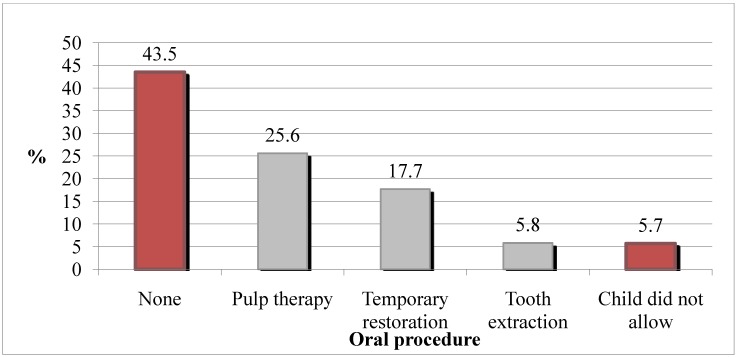 50
45
40
35
30
25
20
15
10
5
0
%
43.5
25.6
17.7
5.8
5.7
None
Pulp therapy
Temporary
restoration
Tooth
extraction
Child did not
allow
Oral procedure